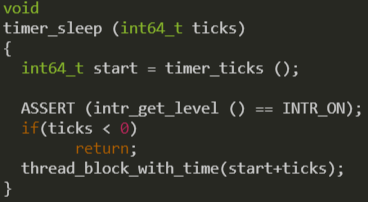 void
timer_sleep (int64_t ticks)
{
  int64_t start = timer_ticks ();

  ASSERT (intr_get_level () == INTR_ON);
  if(ticks < 0)
        return;
  thread_block_with_time(start+ticks);
}